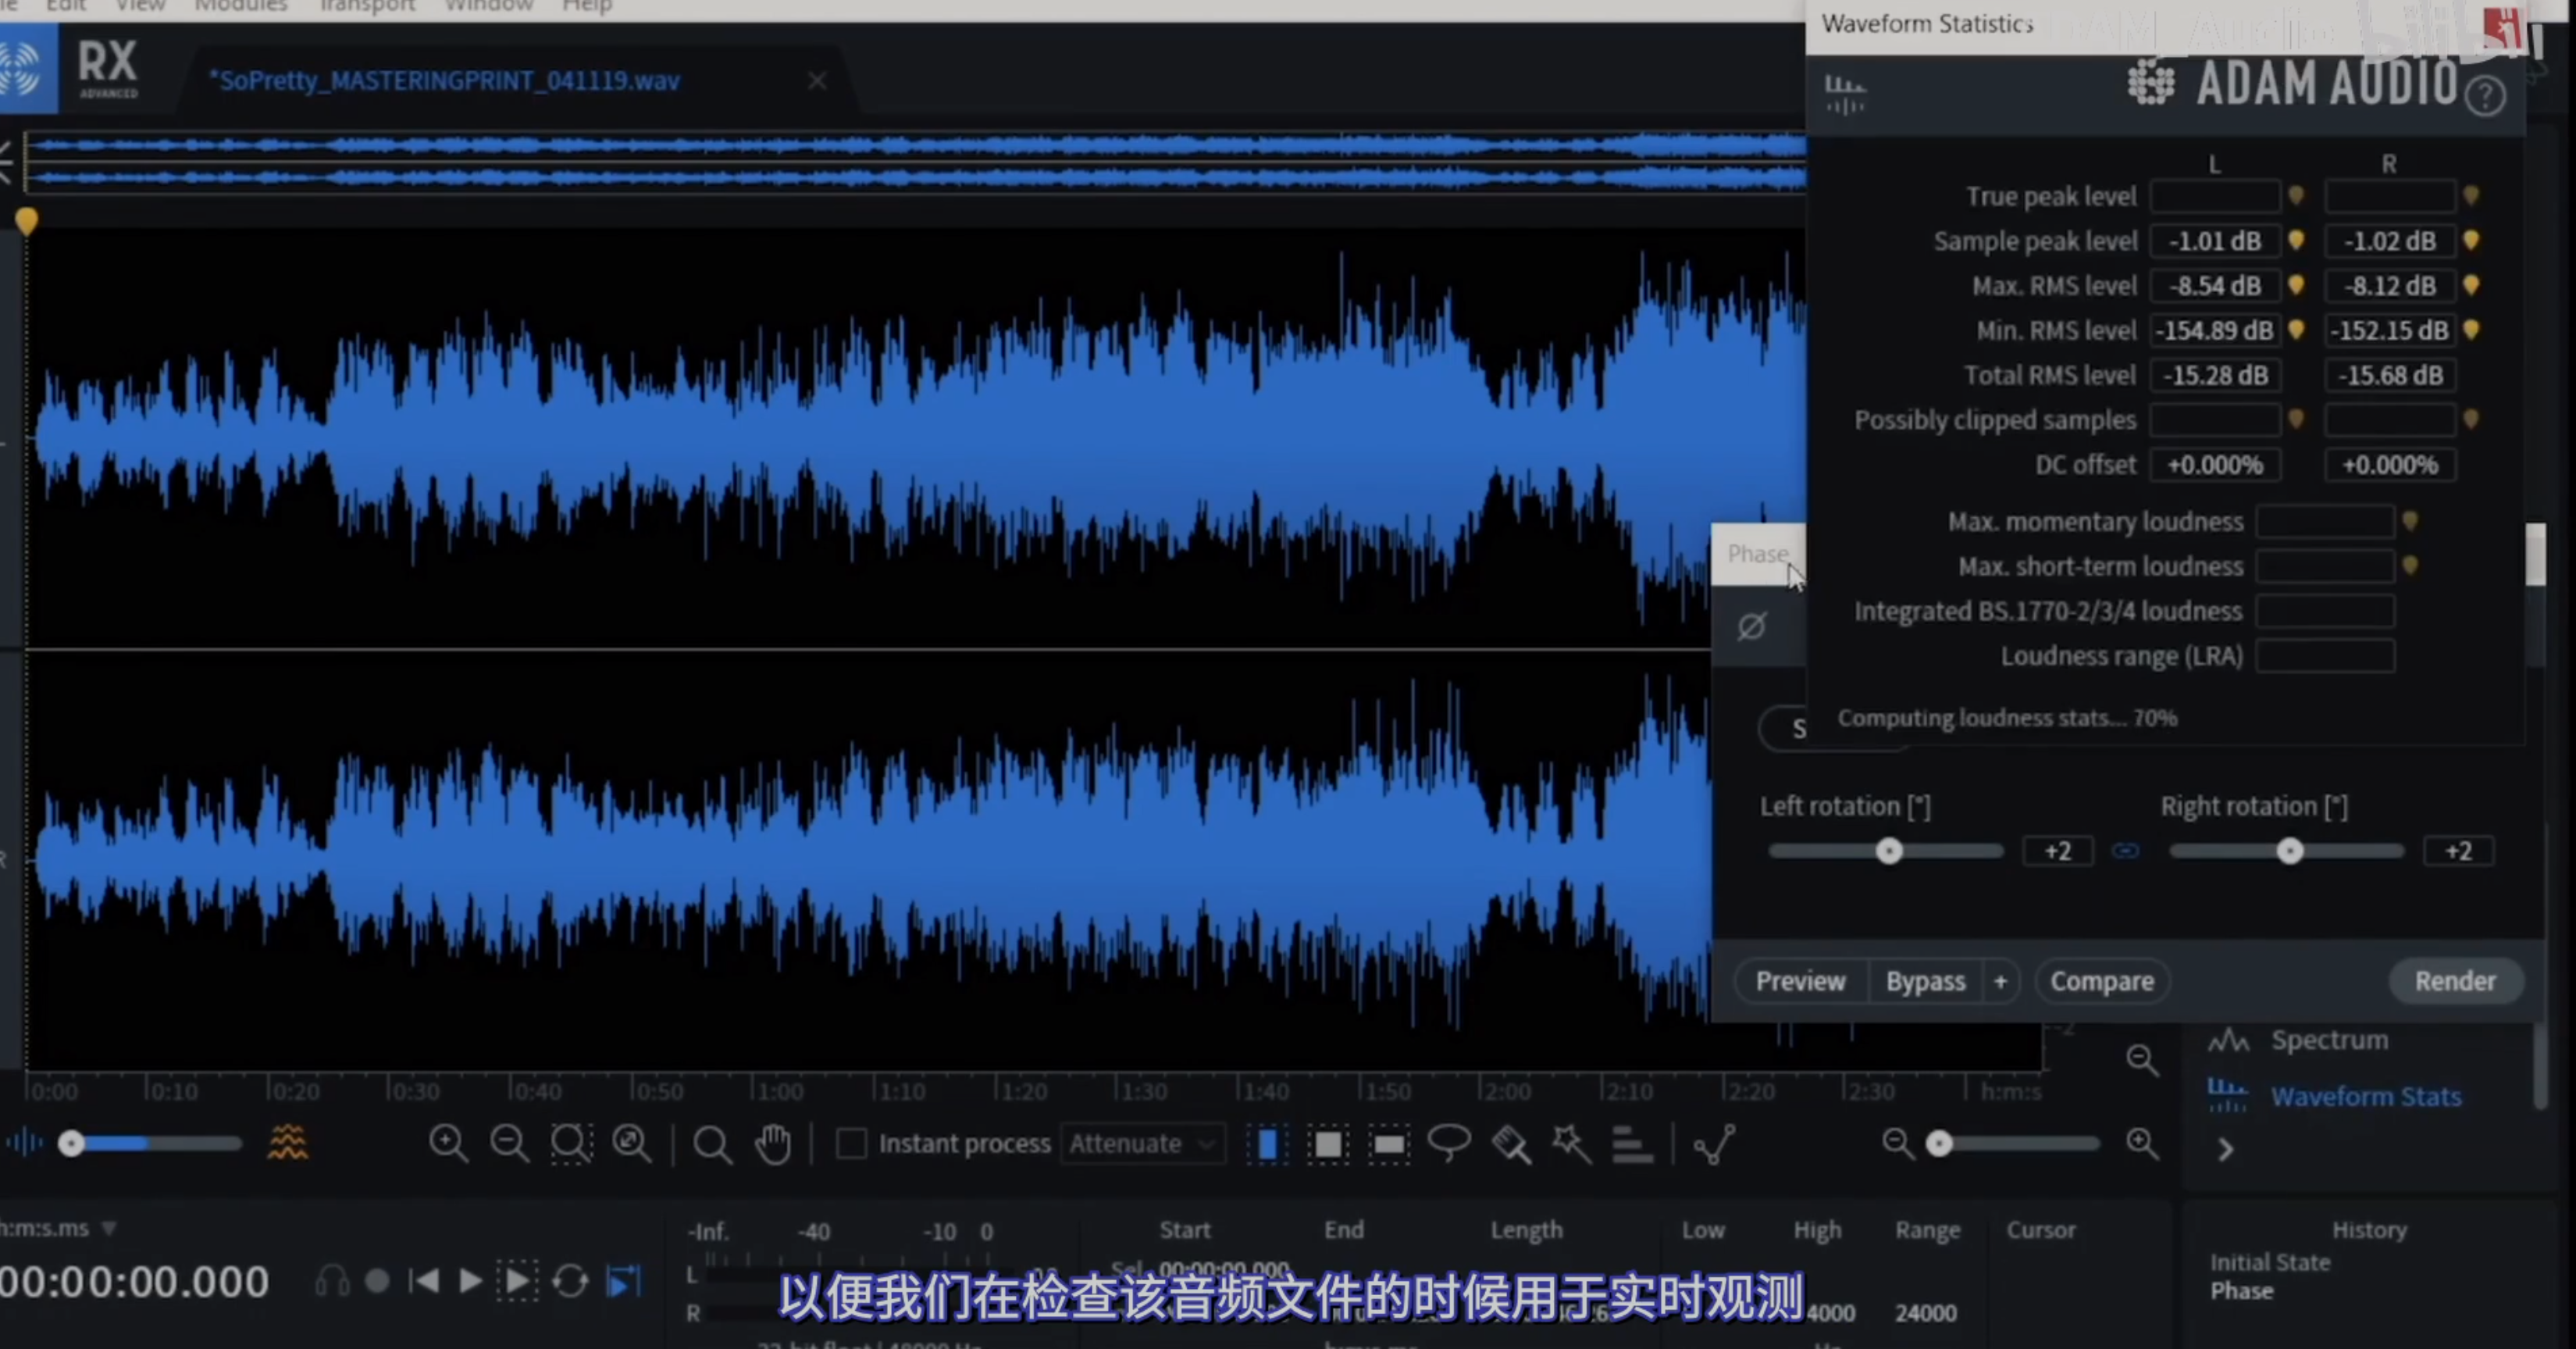 Edit View Modules Transport Window Help
RX
ADVANCED
*SoPretty_MASTERINGPRINT_041119.wav
Waveform Statistics
ADAM_Audio bilibili
ADAM AUDIO
?
L R
True peak level
Sample peak level -1.01 dB -1.02 dB
Max. RMS level -8.54 dB -8.12 dB
Min. RMS level -154.89 dB -152.15 dB
Total RMS level -15.28 dB -15.68 dB
Possibly clipped samples
DC offset +0.000% +0.000%
Max. momentary loudness
Max. short-term loudness
Integrated BS.1770-2/3/4 loudness
Loudness range (LRA)
Computing loudness stats... 70%
Phase
S
Left rotation [°] Right rotation [°]
+2 +2
Preview Bypass + Compare Render
R
-2
Spectrum
Waveform Stats
0:00 0:10 0:20 0:30 0:40 0:50 1:00 1:10 1:20 1:30 1:40 1:50 2:00 2:10 2:20 2:30 h:m:s
Instant process Attenuate
h:m:s.ms
00:00:00.000
-Inf. -40 -10 0
L
R
Start End Length Low High Range Cursor
Sel 00:00:00.000
4000 24000
History
Initial State
Phase
以便我们在检查该音频文件的时候用于实时观测